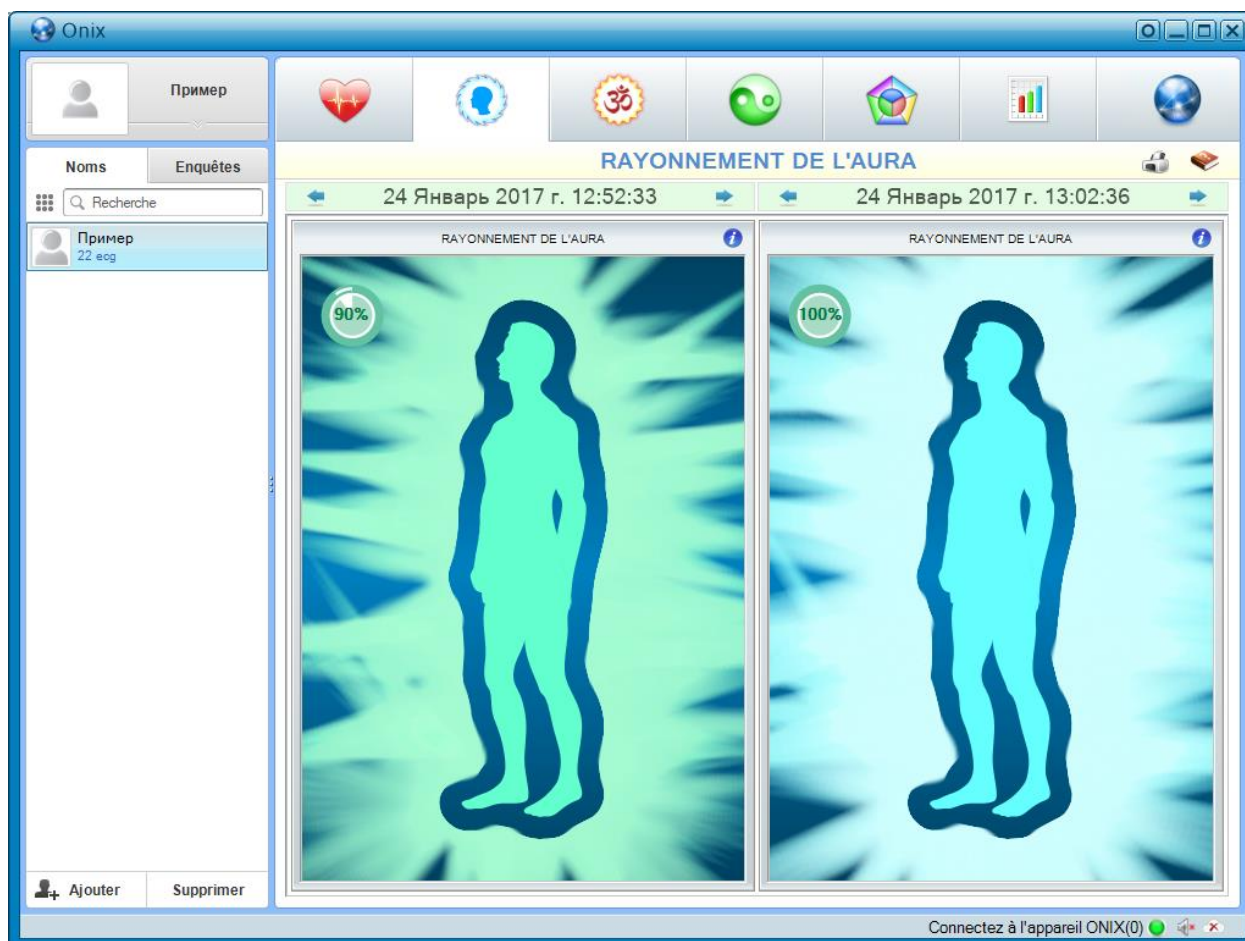 Onix
Пример
Noms
Enquêtes
Recherche
Пример
22 ecg
Ajouter
Supprimer
RAYONNEMENT DE L'AURA
24 Январь 2017 г. 12:52:33
24 Январь 2017 г. 13:02:36
RAYONNEMENT DE L'AURA
RAYONNEMENT DE L'AURA
90%
100%
Connectez à l'appareil ONIX(0)